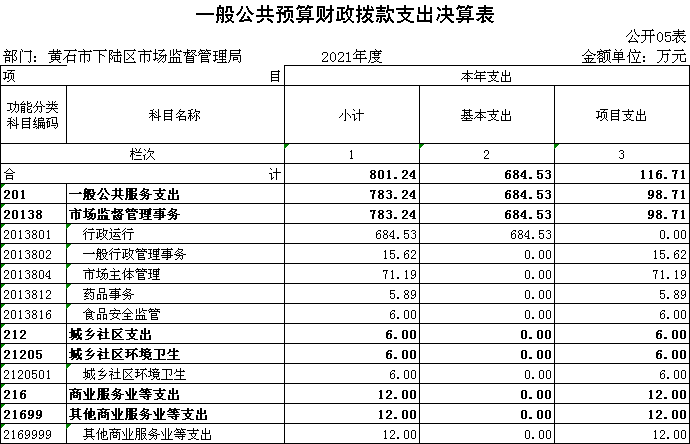 一般公共预算财政拨款支出决算表
公开05表
部门：黄石市下陆区市场监督管理局 2021年度 金额单位：万元
项 目 本年支出
功能分类科目编码 科目名称 小计 基本支出 项目支出
栏次 1 2 3
合 计 801.24 684.53 116.71
201 一般公共服务支出 783.24 684.53 98.71
20138 市场监督管理事务 783.24 684.53 98.71
2013801 行政运行 684.53 684.53 0.00
2013802 一般行政管理事务 15.62 0.00 15.62
2013804 市场主体管理 71.19 0.00 71.19
2013812 药品事务 5.89 0.00 5.89
2013816 食品安全监管 6.00 0.00 6.00
212 城乡社区支出 6.00 0.00 6.00
21205 城乡社区环境卫生 6.00 0.00 6.00
2120501 城乡社区环境卫生 6.00 0.00 6.00
216 商业服务业等支出 12.00 0.00 12.00
21699 其他商业服务业等支出 12.00 0.00 12.00
2169999 其他商业服务业等支出 12.00 0.00 12.00